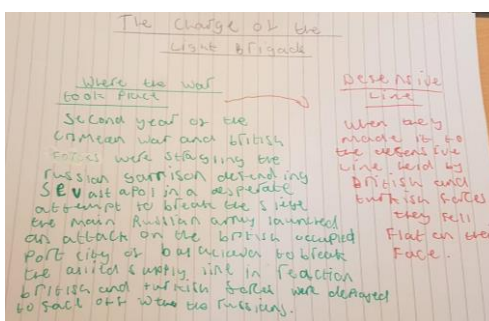 The Charge of the
Light Brigade
Where the war
took place
Second year of the
crimean war and british
forces were stragling the
russian garrison defending
SEVastapol in a desperate
attempt to break the siege
the main Russian army launched
an attack on the british occupied
Port city of to break
the allied supply line in reaction
british and turkish forces were deployed
to face off the russians.
Defensive
Line
when they
made it to
the defensive
line held by
British and
turkish forces
they fell
Flat on the
Face.